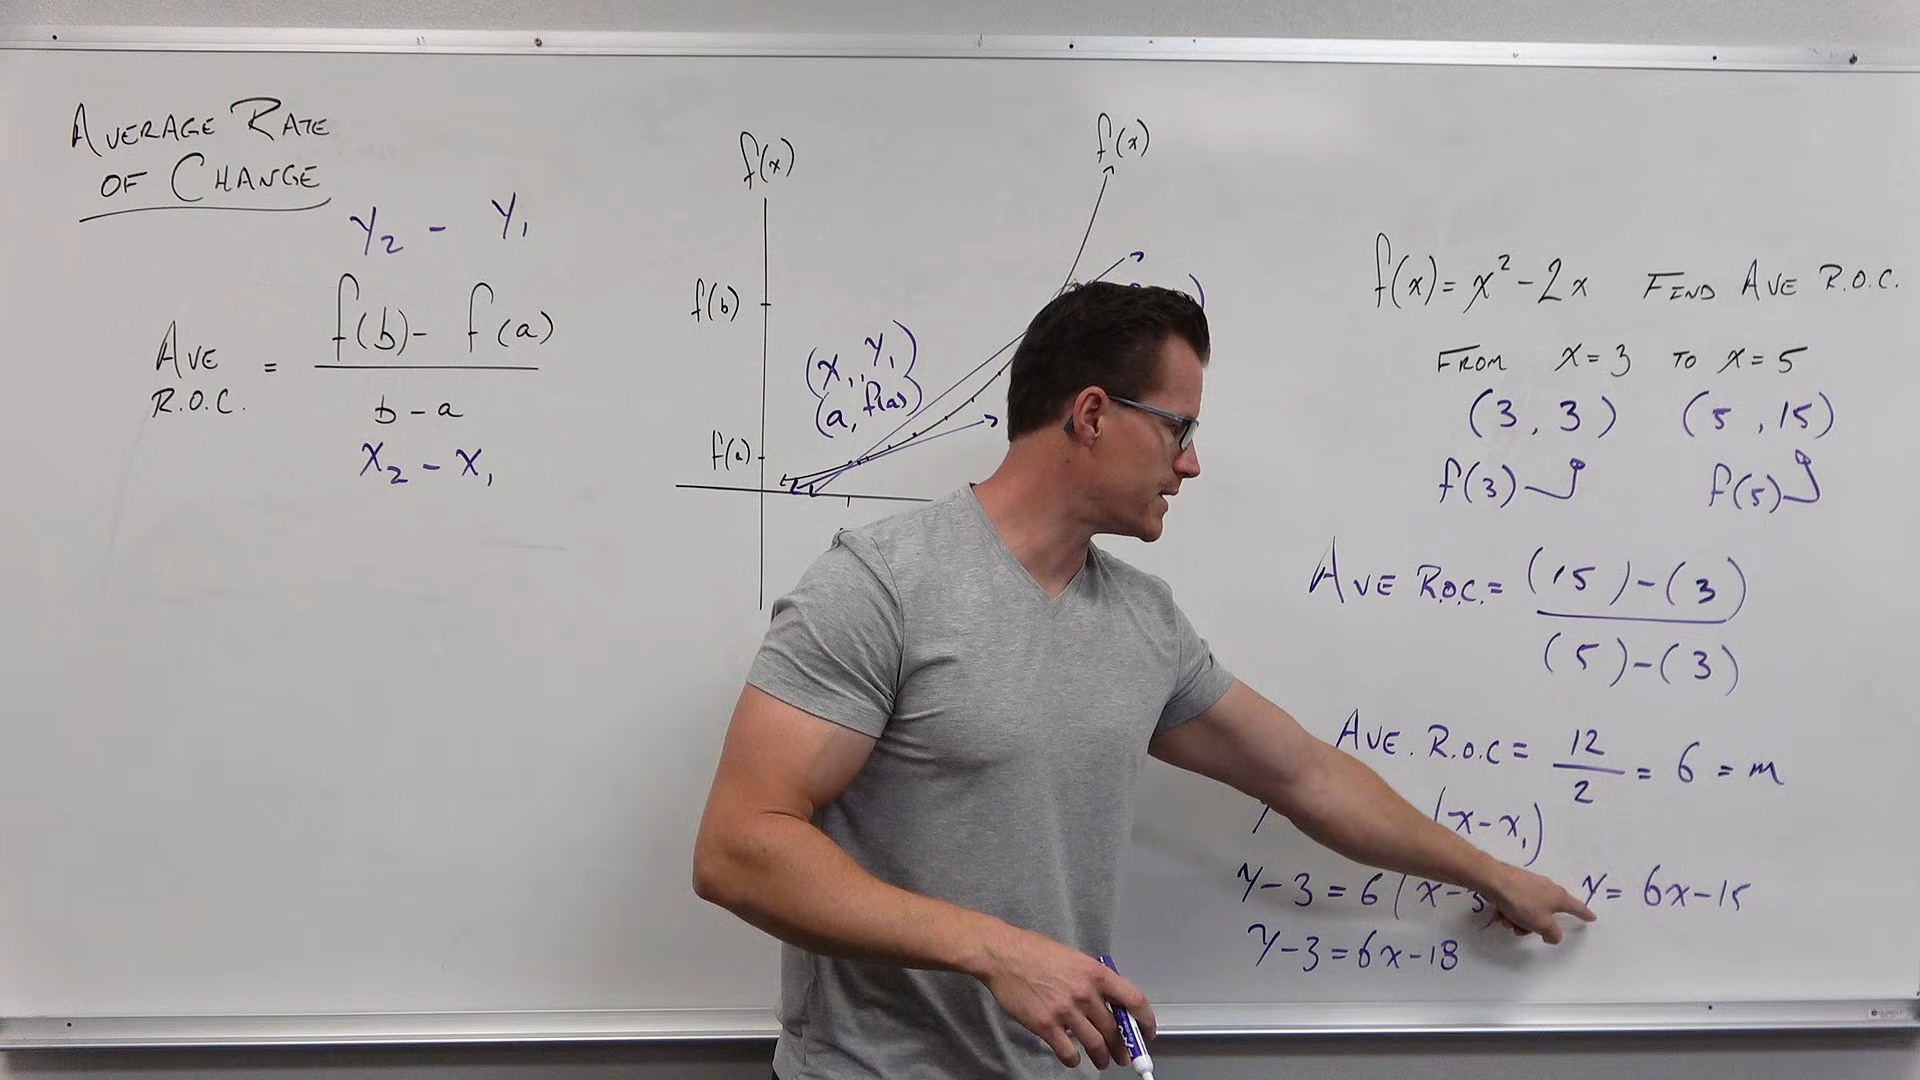 AVERAGE RATE
OF CHANGE
Y₂ - Y₁
AVE R.O.C. = f(b) - f(a)
b - a
X₂ - X₁
f(x)
f(x)
f(b)
(X₁, Y₁)
(a, f(a))
f(a)
f(x) = x² - 2x FIND AVE R.O.C.
FROM X = 3 TO X = 5
(3, 3) (5, 15)
f(3) f(5)
AVE R.O.C. = (15) - (3)
(5) - (3)
AVE. R.O.C = 12/2 = 6 = m
(x - x₁)
y - 3 = 6(x - 3 y = 6x - 15
y - 3 = 6x - 18